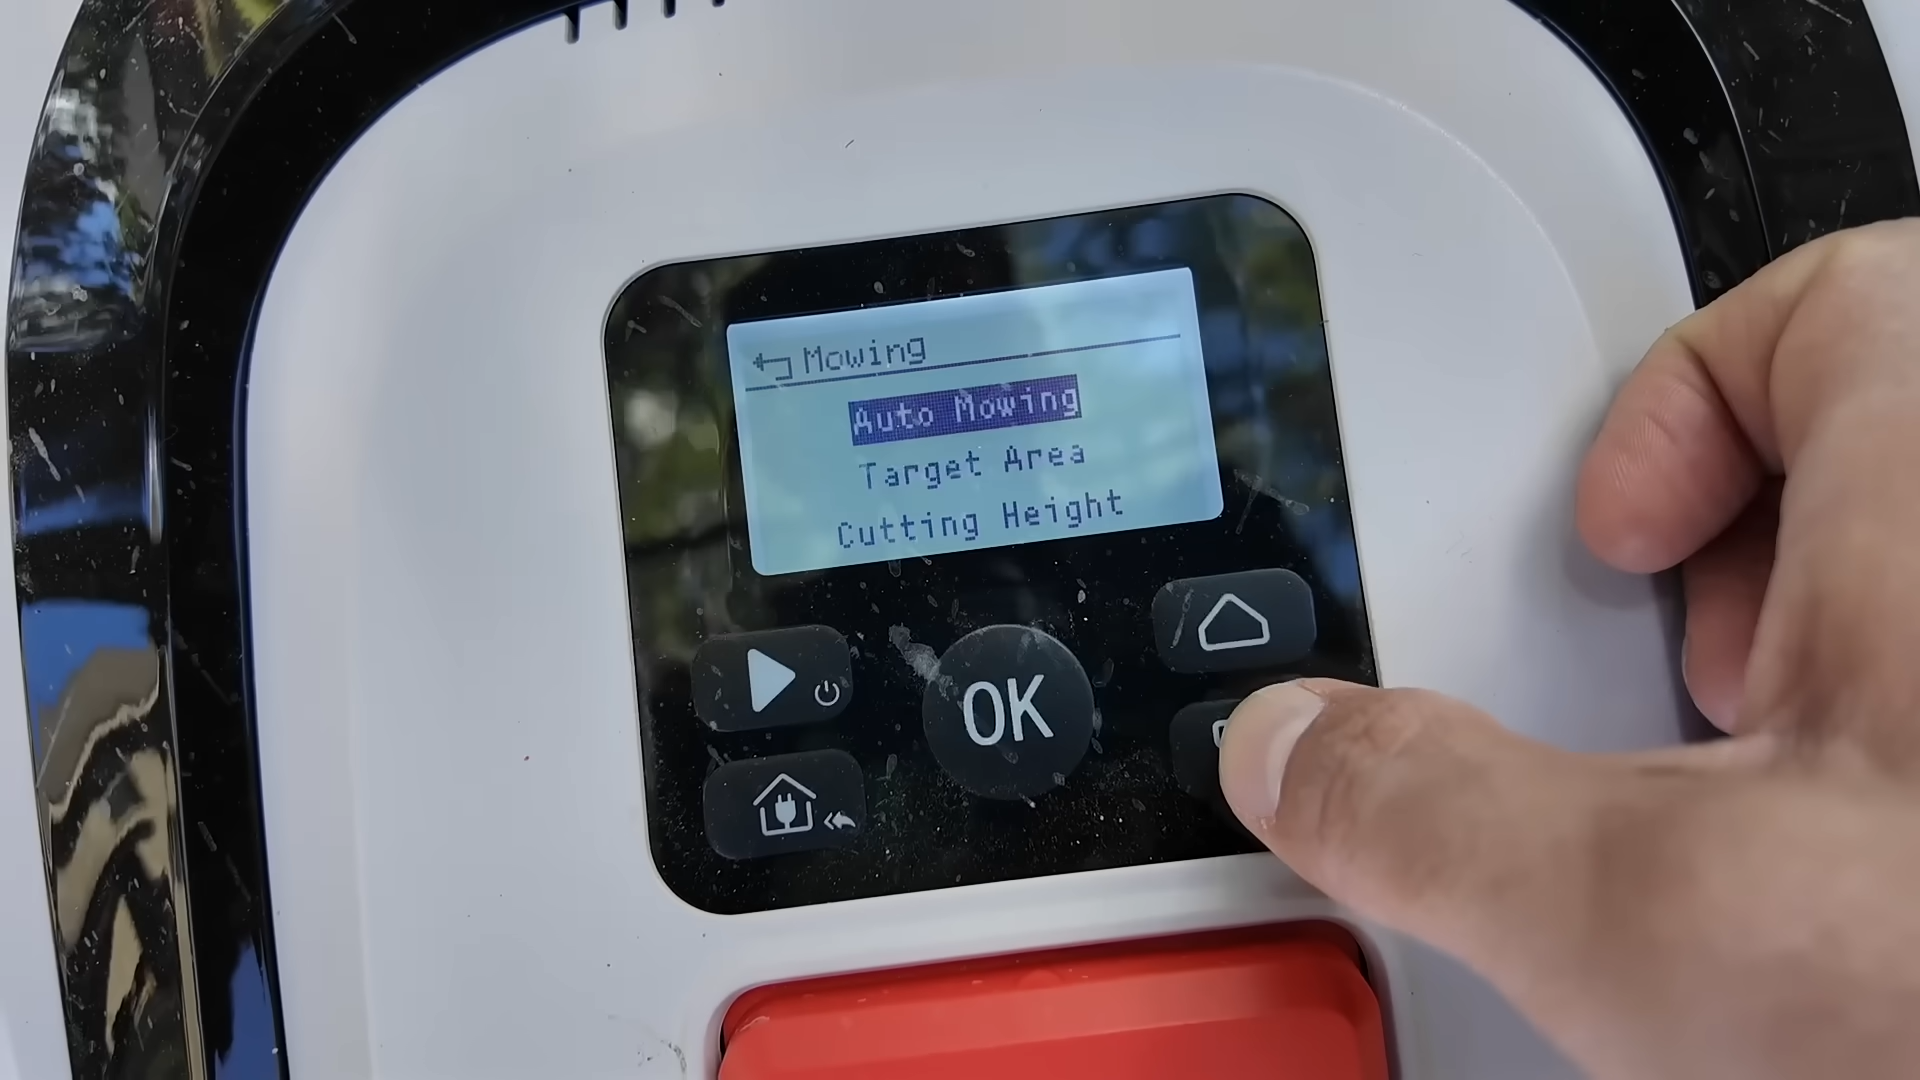 Mowing
Auto Mowing
Target Area
Cutting Height
OK